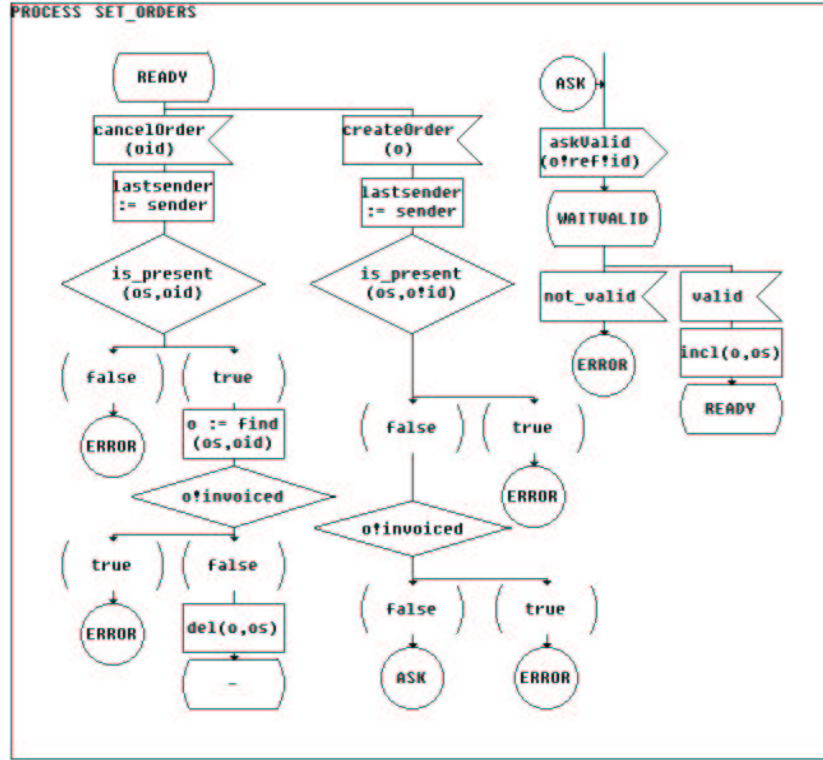 PROCESS SET_ORDERS
READY
cancelOrder
(oid)
lastsender
:= sender
is_present
(os,oid)
false
true
ERROR
o := find
(os,oid)
o!invoiced
true
false
ERROR
del(o,os)
-
createOrder
(o)
lastsender
:= sender
is_present
(os,o!id)
false
true
ERROR
o!invoiced
false
true
ASK
ERROR
ASK
askValid
(o!ref!id)
WAITVALID
not_valid
valid
ERROR
incl(o,os)
READY